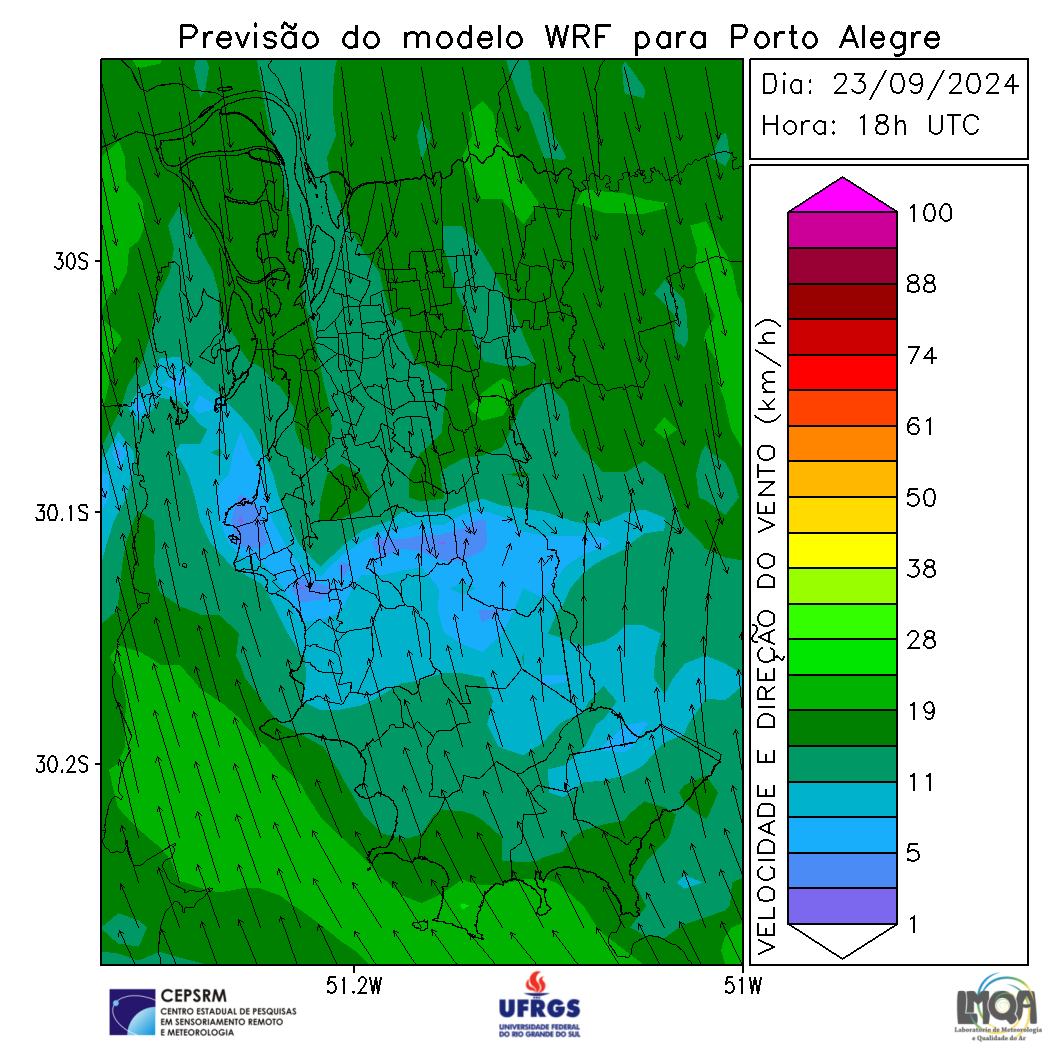 Previsão do modelo WRF para Porto Alegre
Dia: 23/09/2024
Hora: 18h UTC
30S
30.1S
30.2S
51.2W
51W
VELOCIDADE E DIREÇÃO DO VENTO (km/h)
100
88
74
61
50
38
28
19
11
5
1
CEPSRM
CENTRO ESTADUAL DE PESQUISAS
EM SENSORIAMENTO REMOTO
E METEOROLOGIA
UFRGS
UNIVERSIDADE FEDERAL
DO RIO GRANDE DO SUL
LMQA
Laboratório de Meteorologia
e Qualidade do Ar